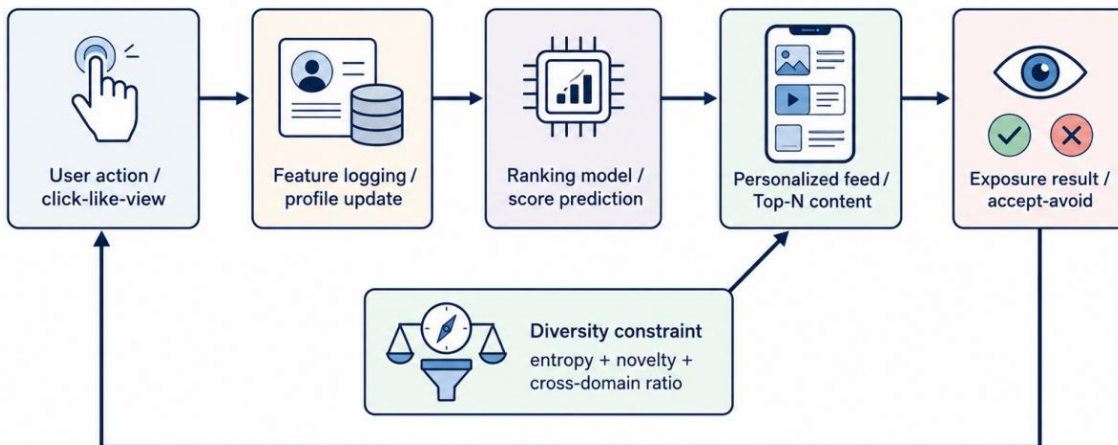 User action /
click-like-view
Feature logging /
profile update
Ranking model /
score prediction
Personalized feed /
Top-N content
Exposure result /
accept-avoid
Diversity constraint
entropy + novelty +
cross-domain ratio